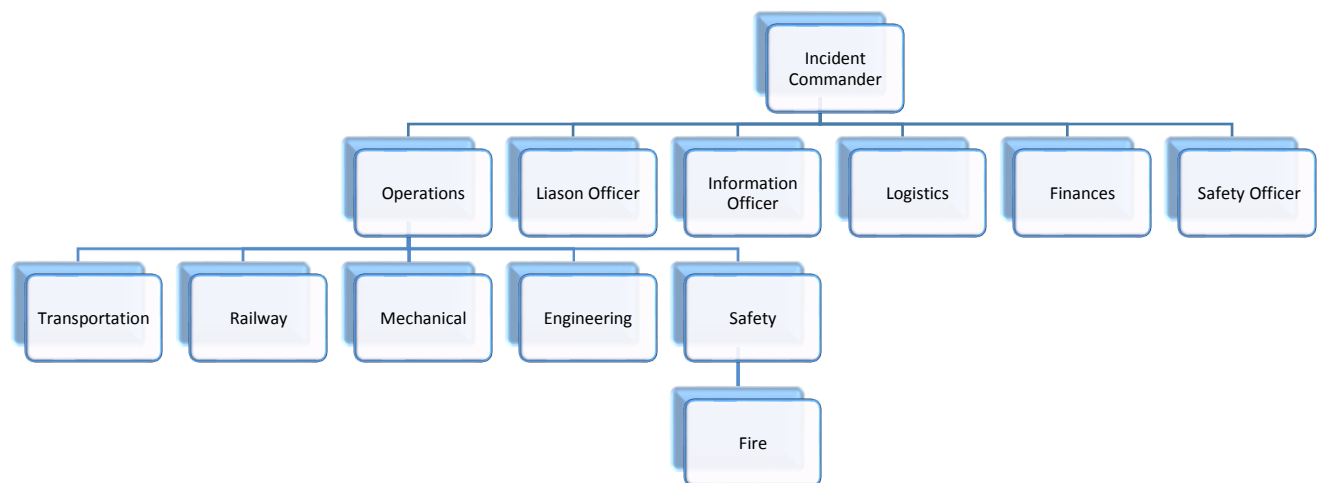 Incident
Commander
Operations
Liason Officer
Information
Officer
Logistics
Finances
Safety Officer
Transportation
Railway
Mechanical
Engineering
Safety
Fire